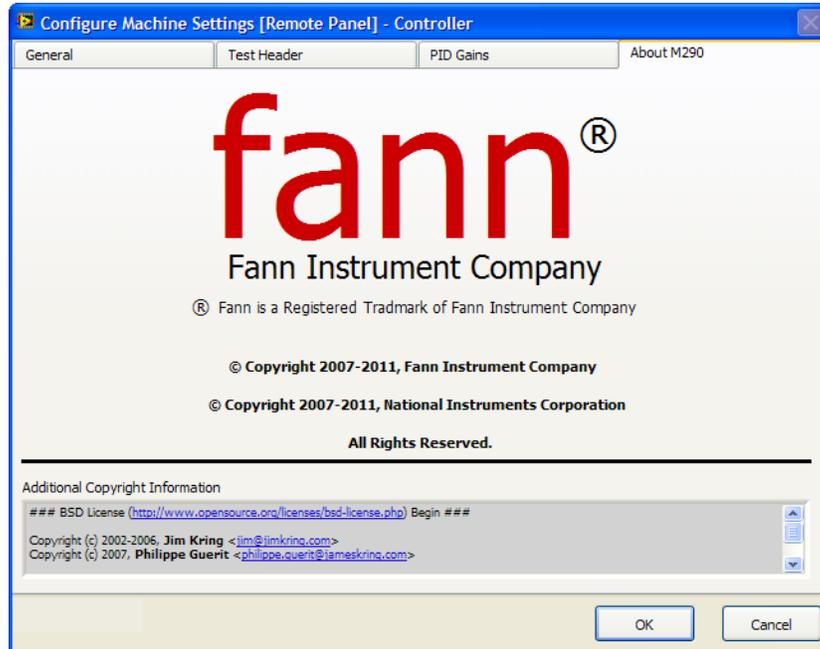 Configure Machine Settings [Remote Panel] - Controller
General Test Header PID Gains About M290
fann®
Fann Instrument Company
® Fann is a Registered Tradmark of Fann Instrument Company
© Copyright 2007-2011, Fann Instrument Company
© Copyright 2007-2011, National Instruments Corporation
All Rights Reserved.
Additional Copyright Information
### BSD License (http://www.opensource.org/licenses/bsd-license.php) Begin ###
Copyright (c) 2002-2006, Jim Kring <jim@jimkring.com>
Copyright (c) 2007, Philippe Guerit <philippe.guerit@jameskring.com>
OK Cancel